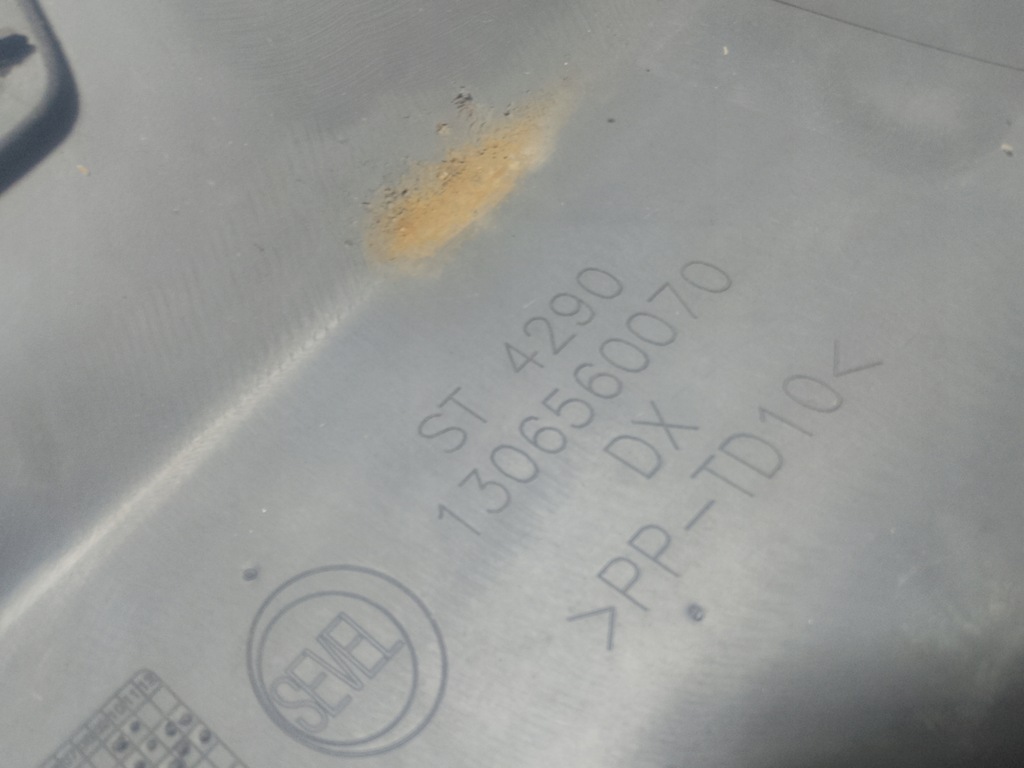 ST 4290
1306560070
DX
>PP-TD10<
SEVEL